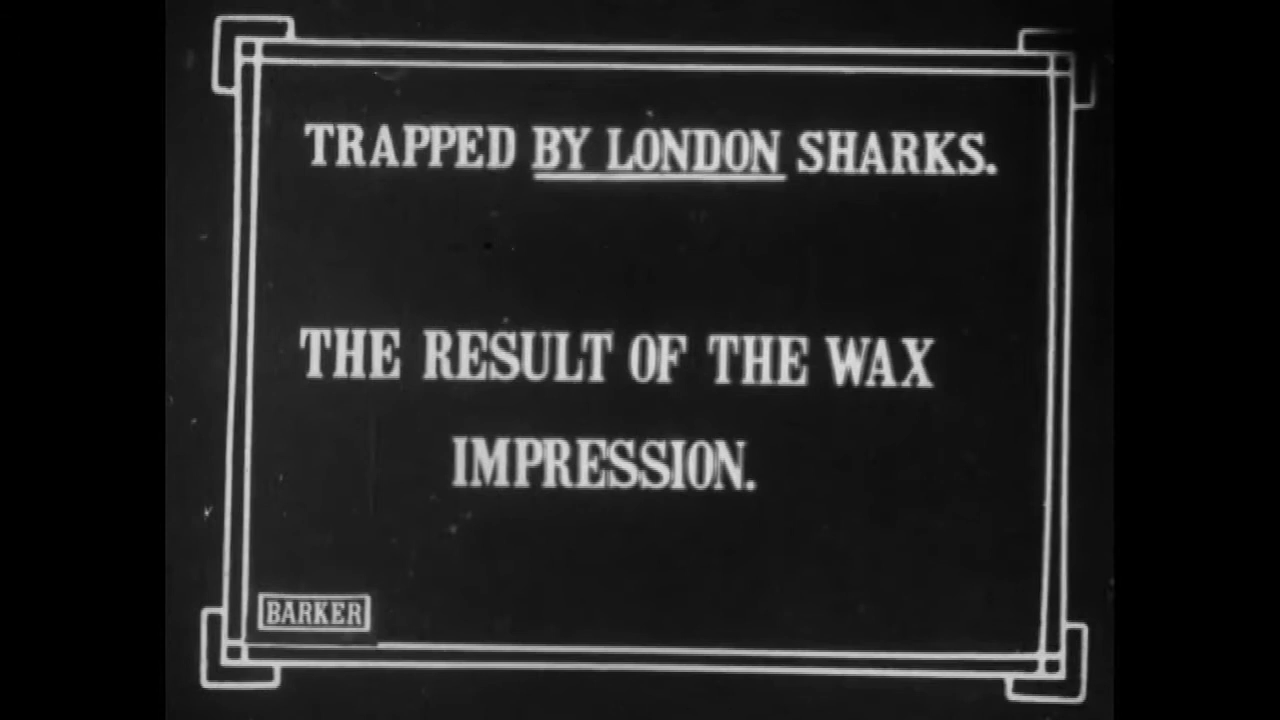 TRAPPED BY LONDON SHARKS.
THE RESULT OF THE WAX
IMPRESSION.
BARKER